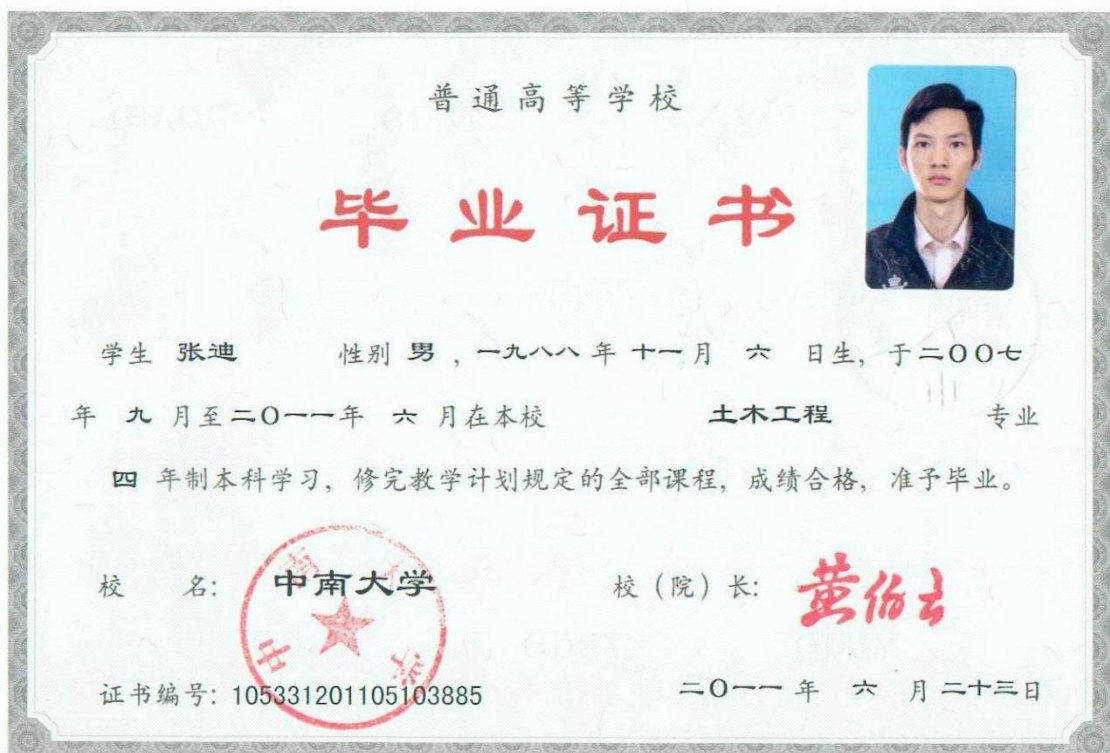 普通高等学校
毕业证书
学生 张迪 性别 男 ，一九八八 年 十一 月 六 日生，于二〇〇七
年 九 月至二〇一一年 六 月在本校 土木工程 专业
四 年制本科学习，修完教学计划规定的全部课程，成绩合格，准予毕业。
校 名： 中南大学 校（院）长： 黄伯云
中南大学
证书编号：105331201105103885 二〇一一 年 六 月 二十三日